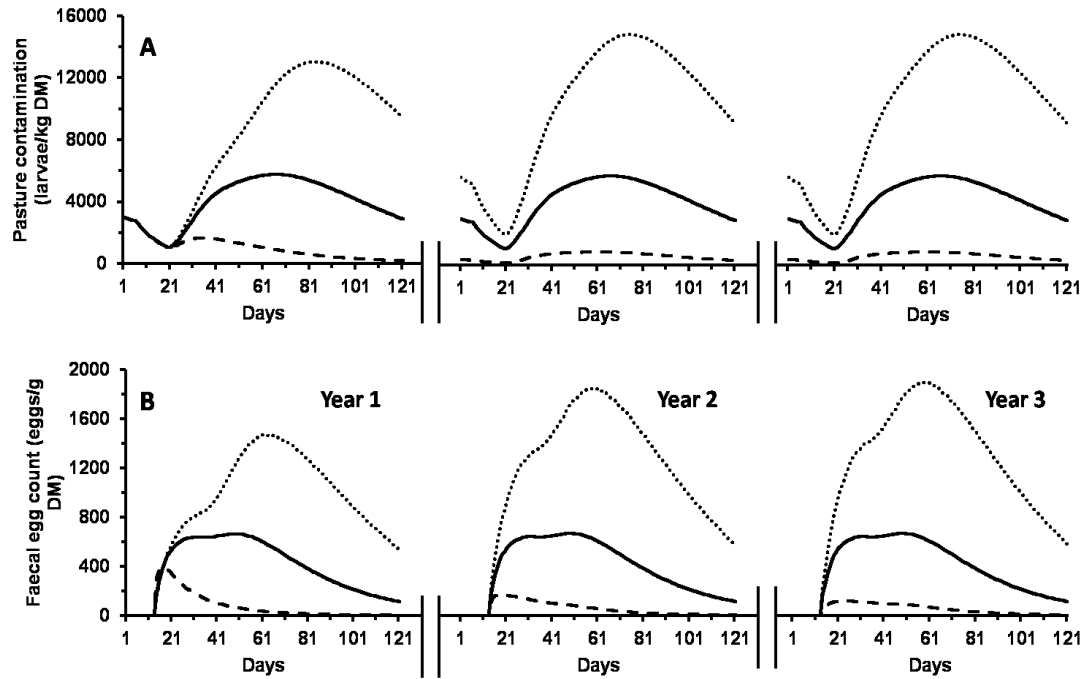 A
Pasture contamination
(larvae/kg DM)
16000
12000
8000
4000
0
1 21 41 61 81 101 121
1 21 41 61 81 101 121
1 21 41 61 81 101 121
Days
Days
Days
B
Year 1
Year 2
Year 3
Faecal egg count (eggs/g
DM)
2000
1600
1200
800
400
0
1 21 41 61 81 101 121
1 21 41 61 81 101 121
1 21 41 61 81 101 121
Days
Days
Days